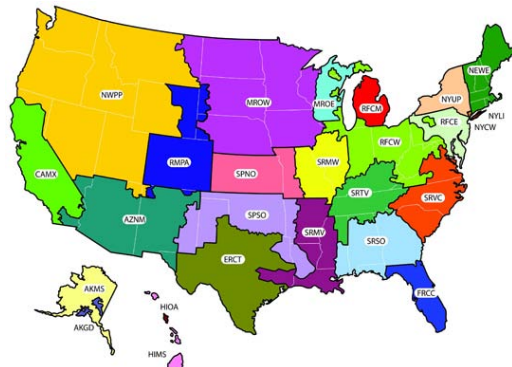 NEWE
NWPP
MROW
MROE
RFCM
NYUP
NYLI
RFCE
NYCW
RMPA
RFCW
CAMX
SPNO
SRMW
SRTV
SRVC
AZNM
SPSO
SRMV
SRSO
ERCT
AKMS
FRCC
HIOA
AKGD
HIMS